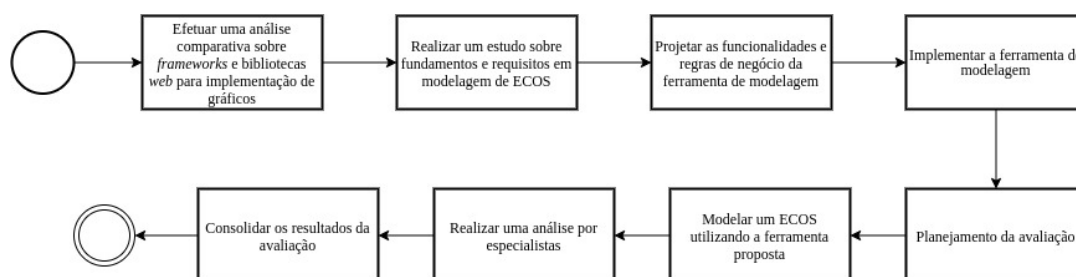 Efetuar uma análise
comparativa sobre
frameworks e bibliotecas
web para implementação de
gráficos
Realizar um estudo sobre
fundamentos e requisitos em
modelagem de ECOS
Projetar as funcionalidades e
regras de negócio da
ferramenta de modelagem
Implementar a ferramenta de
modelagem
Planejamento da avaliação
Modelar um ECOS
utilizando a ferramenta
proposta
Realizar uma análise por
especialistas
Consolidar os resultados da
avaliação